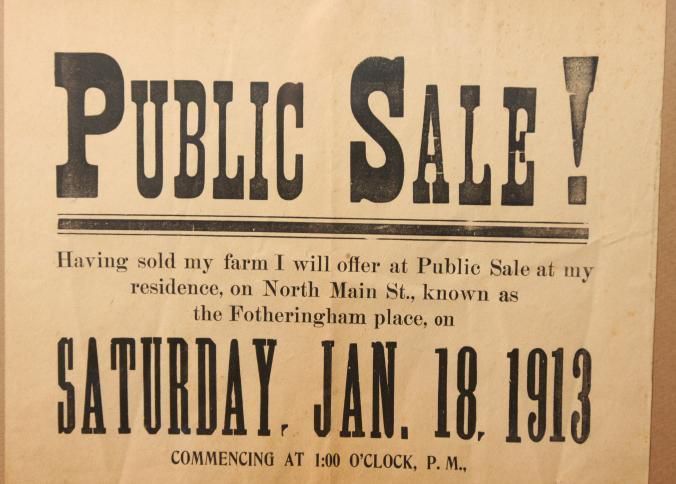 PUBLIC SALE!
Having sold my farm I will offer at Public Sale at my
residence, on North Main St., known as
the Fotheringham place, on
SATURDAY, JAN. 18, 1913
COMMENCING AT 1:00 O'CLOCK, P. M.,